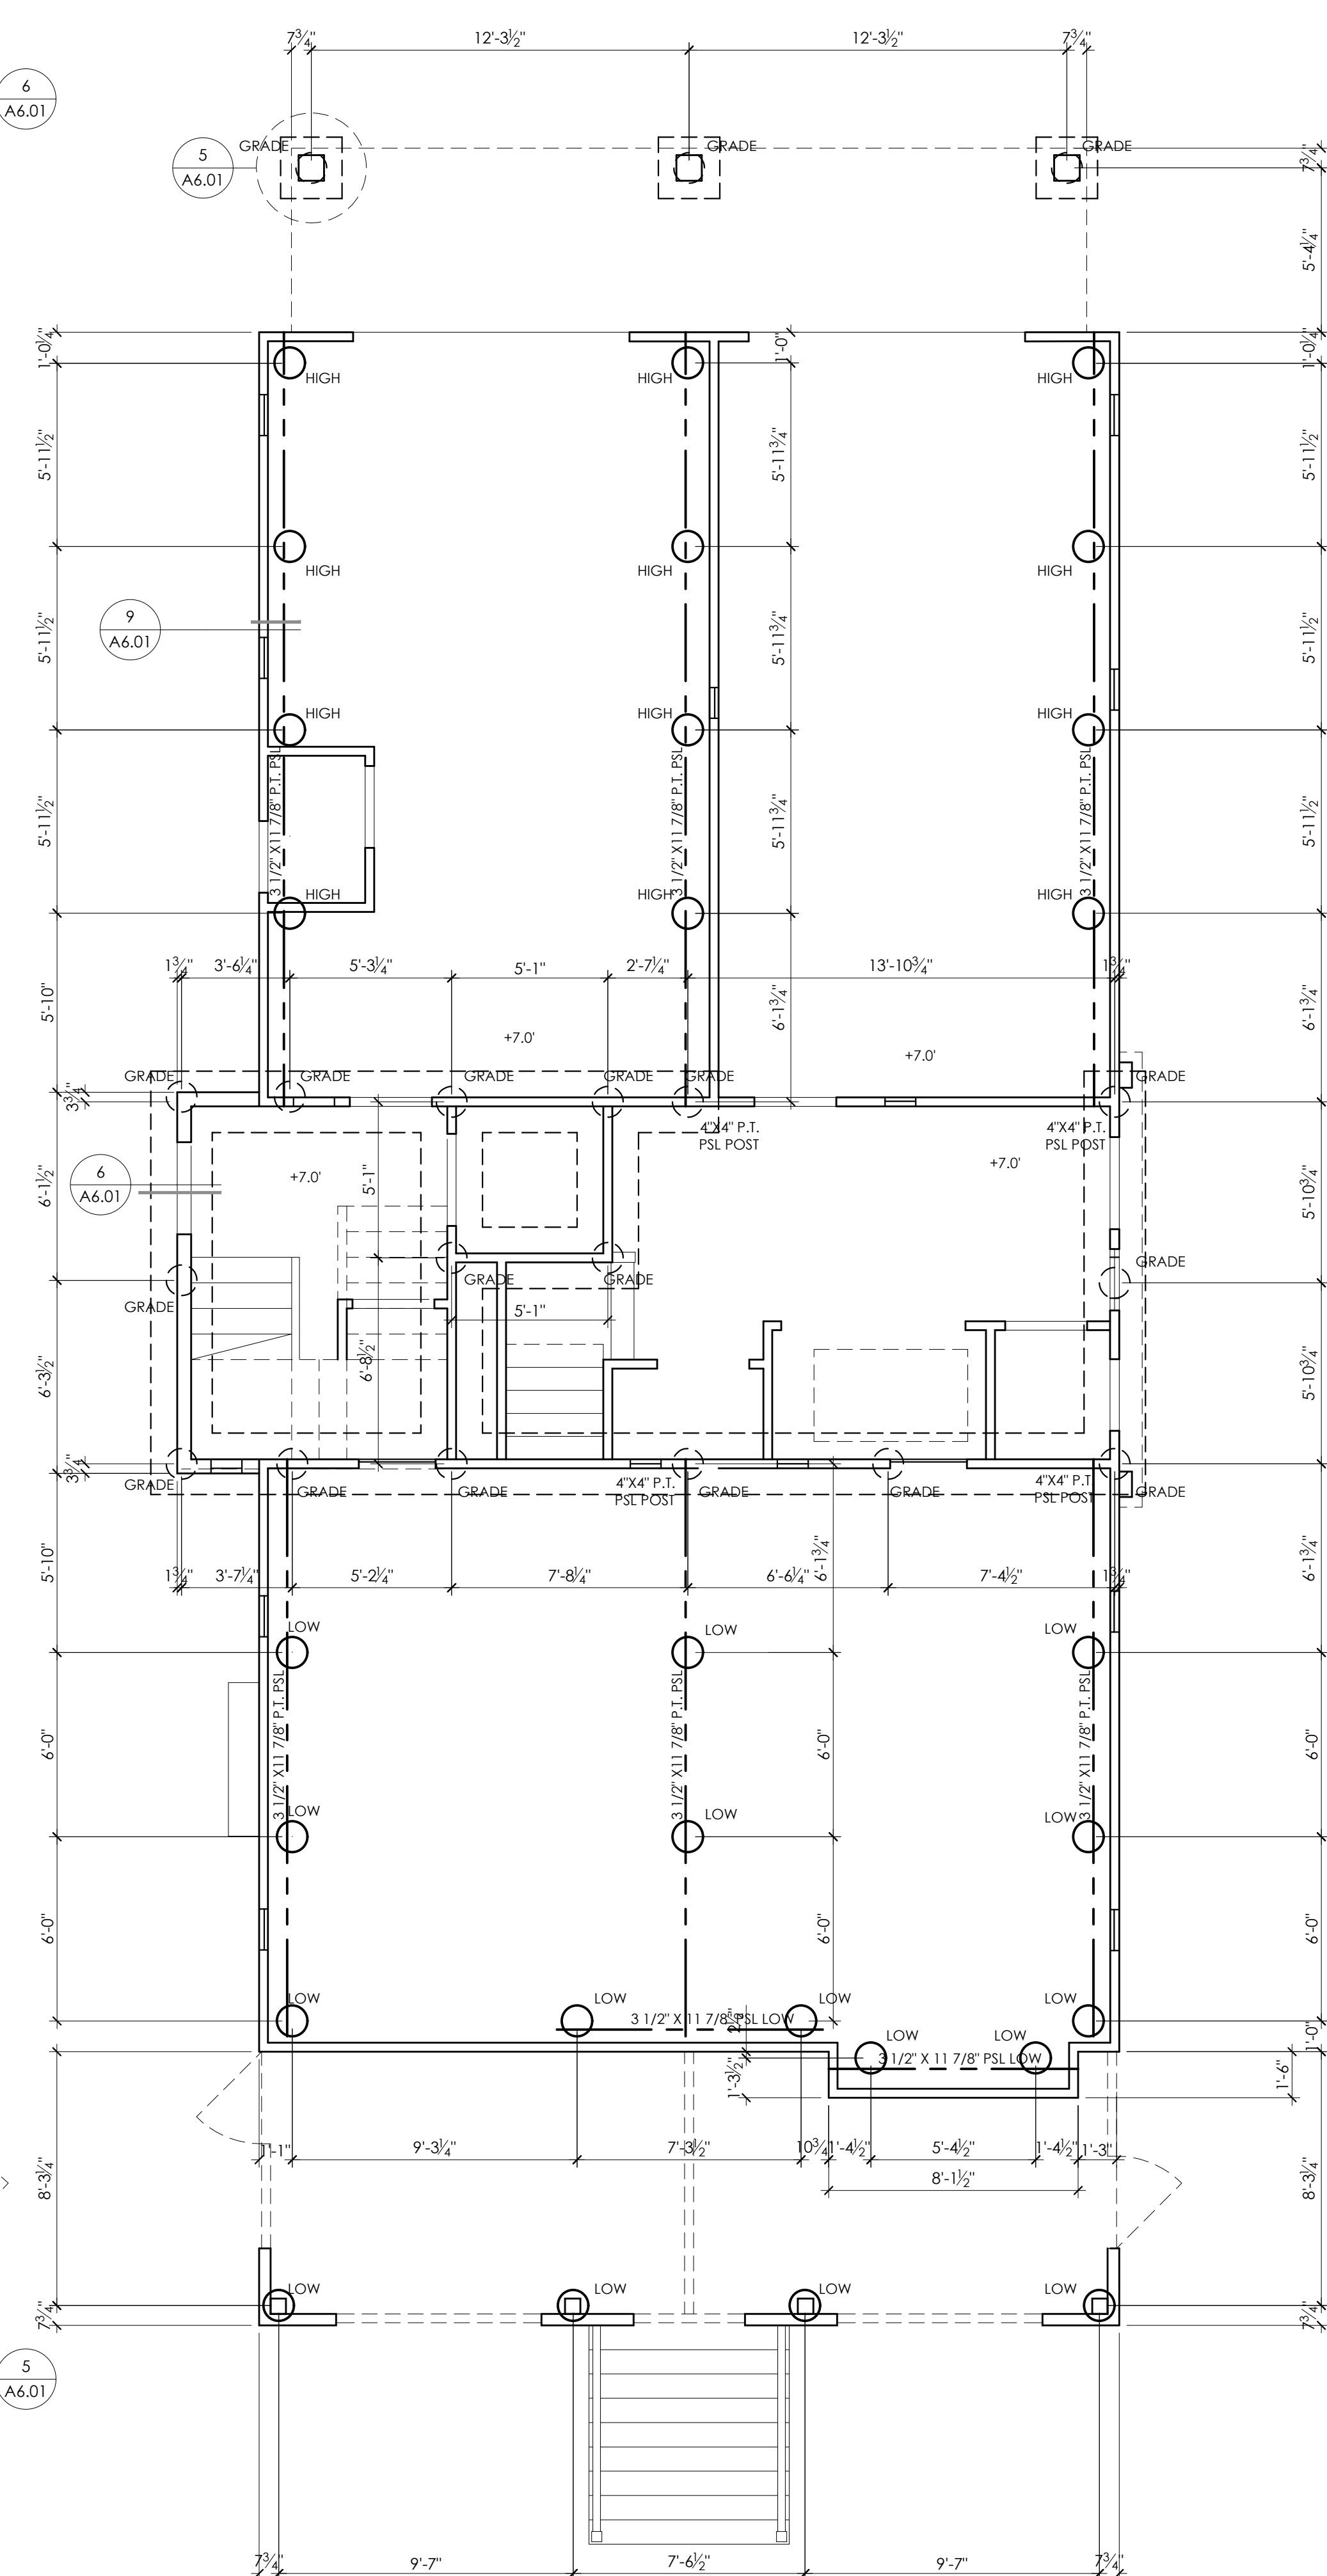 7¾"
12'-3½"
12'-3½"
7¾"
6
A6.01
5
A6.01
GRADE
GRADE
GRADE
7¾"
5'-4¼"
1'-0¼"
1'-0"
1'-0¼"
HIGH
HIGH
HIGH
5'-11½"
5'-11¾"
5'-11½"
HIGH
HIGH
HIGH
9
A6.01
5'-11½"
5'-11¾"
5'-11½"
HIGH
HIGH
HIGH
3 1/2" X11 7/8" P.T. PSL
3 1/2" X11 7/8" P.T. PSL
3 1/2" X11 7/8" P.T. PSL
5'-11½"
5'-11¾"
5'-11½"
HIGH
HIGH
HIGH
1¾"
3'-6¼"
5'-3¼"
5'-1"
2'-7¼"
13'-10¾"
1¾"
5'-10"
6'-1¾"
6'-1¾"
+7.0'
+7.0'
GRADE
GRADE
GRADE
GRADE
GRADE
GRADE
3¾"
4"X4" P.T.
PSL POST
4"X4" P.T.
PSL POST
6
A6.01
+7.0'
+7.0'
6'-1½"
5'-1"
5'-10¾"
GRADE
GRADE
GRADE
GRADE
5'-1"
6'-3½"
6'-8½"
5'-10¾"
3¾"
GRADE
GRADE
GRADE
4"X4" P.T.
PSL POST
GRADE
GRADE
4"X4" P.T.
PSL POST
GRADE
5'-10"
6'-1¾"
6'-1¾"
1¾"
3'-7¼"
5'-2¼"
7'-8¼"
6'-6¼"
7'-4½"
1¾"
LOW
LOW
LOW
3 1/2" X11 7/8" P.T. PSL
3 1/2" X11 7/8" P.T. PSL
3 1/2" X11 7/8" P.T. PSL
6'-0"
6'-0"
6'-0"
LOW
LOW
LOW
6'-0"
6'-0"
6'-0"
LOW
LOW
LOW
LOW
3 1/2" X 11 7/8" PSL LOW
1'-0"
LOW
LOW
3 1/2" X 11 7/8" PSL LOW
1'-3½"
1'-6"
1'-1"
9'-3¼"
7'-3½"
10¾"
1'-4½"
5'-4½"
1'-4½"
1'-3"
8'-1½"
8'-3¼"
8'-3¼"
LOW
LOW
LOW
LOW
7¾"
7¾"
5
A6.01
7¾"
9'-7"
7'-6½"
9'-7"
7¾"